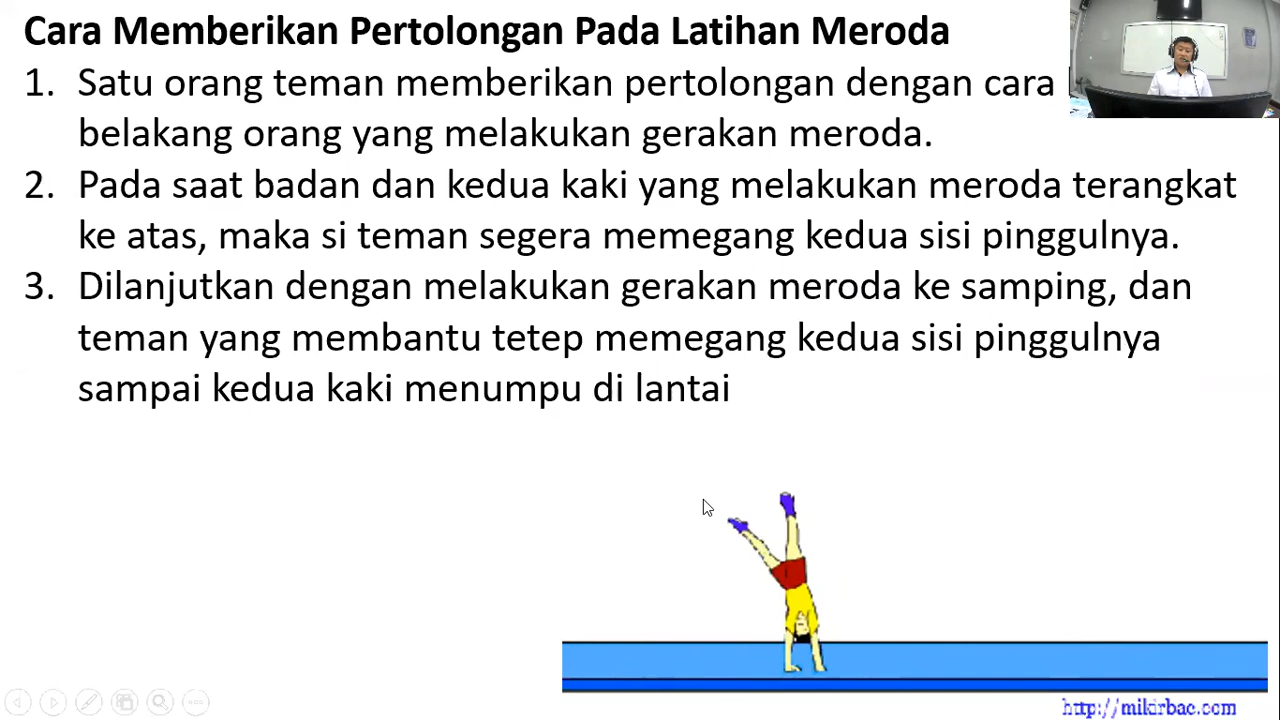 Cara Memberikan Pertolongan Pada Latihan Meroda
1. Satu orang teman memberikan pertolongan dengan cara
belakang orang yang melakukan gerakan meroda.
2. Pada saat badan dan kedua kaki yang melakukan meroda terangkat
ke atas, maka si teman segera memegang kedua sisi pinggulnya.
3. Dilanjutkan dengan melakukan gerakan meroda ke samping, dan
teman yang membantu tetep memegang kedua sisi pinggulnya
sampai kedua kaki menumpu di lantai
http://mikirbae.com